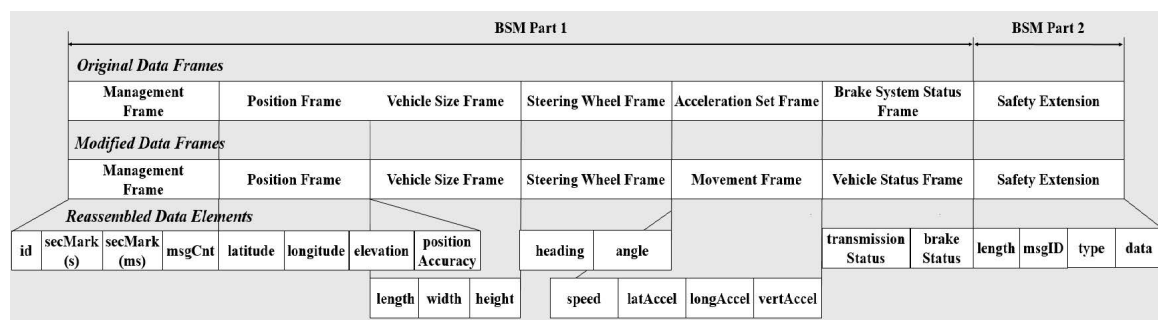 BSM Part 1 BSM Part 2
Original Data Frames
Management Frame Position Frame Vehicle Size Frame Steering Wheel Frame Acceleration Set Frame Brake System Status Frame Safety Extension
Modified Data Frames
Management Frame Position Frame Vehicle Size Frame Steering Wheel Frame Movement Frame Vehicle Status Frame Safety Extension
Reassembled Data Elements
id secMark (s) secMark (ms) msgCnt latitude longitude elevation position Accuracy heading angle transmission Status brake Status length msgID type data
length width height speed latAccel longAccel vertAccel